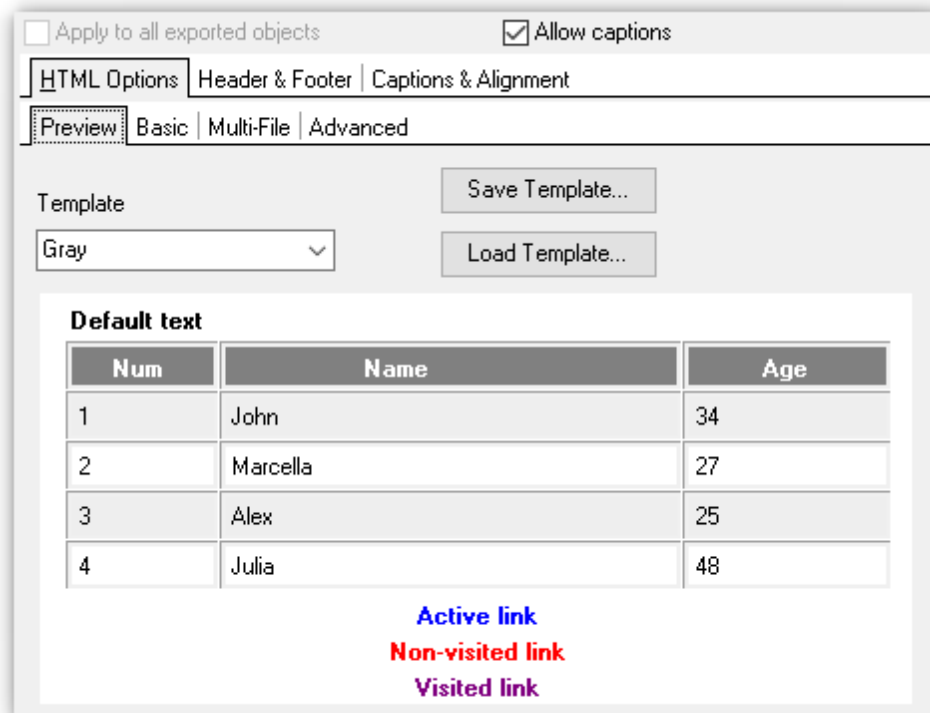 Apply to all exported objects Allow captions
HTML Options Header & Footer Captions & Alignment
Preview Basic Multi-File Advanced
Save Template...
Template
Gray Load Template...
Default text
Num Name Age
1 John 34
2 Marcella 27
3 Alex 25
4 Julia 48
Active link
Non-visited link
Visited link